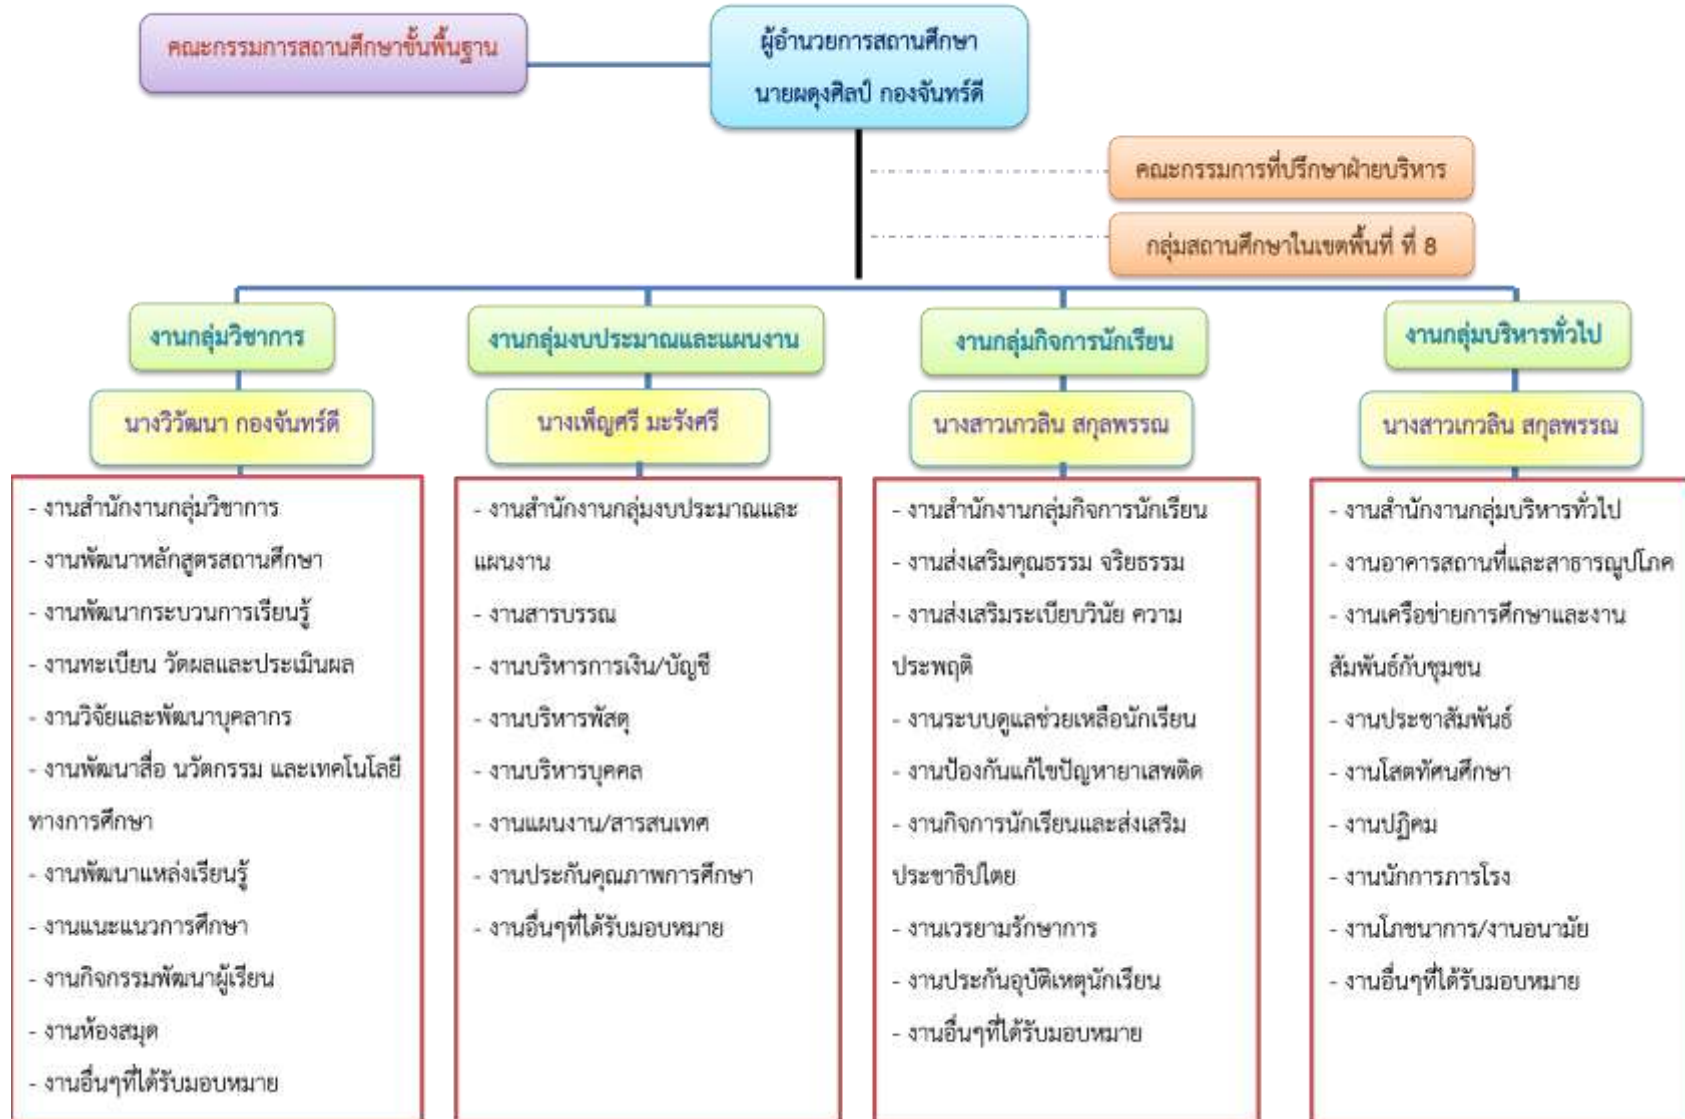 คณะกรรมการสถานศึกษาขั้นพื้นฐาน
ผู้อำนวยการสถานศึกษา
นายผดุงศิลป์ กองจันทร์ดี
คณะกรรมการที่ปรึกษาฝ่ายบริหาร
กลุ่มสถานศึกษาในเขตพื้นที่ ที่ 8
งานกลุ่มวิชาการ
นางวิวัฒนา กองจันทร์ดี
- งานสำนักงานกลุ่มวิชาการ
- งานพัฒนาหลักสูตรสถานศึกษา
- งานพัฒนากระบวนการเรียนรู้
- งานทะเบียน วัดผลและประเมินผล
- งานวิจัยและพัฒนาบุคลากร
- งานพัฒนาสื่อ นวัตกรรม และเทคโนโลยี
ทางการศึกษา
- งานพัฒนาแหล่งเรียนรู้
- งานแนะแนวการศึกษา
- งานกิจกรรมพัฒนาผู้เรียน
- งานห้องสมุด
- งานอื่นๆที่ได้รับมอบหมาย
งานกลุ่มงบประมาณและแผนงาน
นางเพ็ญศรี มะรังศรี
- งานสำนักงานกลุ่มงบประมาณและ
แผนงาน
- งานสารบรรณ
- งานบริหารการเงิน/บัญชี
- งานบริหารพัสดุ
- งานบริหารบุคคล
- งานแผนงาน/สารสนเทศ
- งานประกันคุณภาพการศึกษา
- งานอื่นๆที่ได้รับมอบหมาย
งานกลุ่มกิจการนักเรียน
นางสาวเกวลิน สกุลพรรณ
- งานสำนักงานกลุ่มกิจการนักเรียน
- งานส่งเสริมคุณธรรม จริยธรรม
- งานส่งเสริมระเบียบวินัย ความ
ประพฤติ
- งานระบบดูแลช่วยเหลือนักเรียน
- งานป้องกันแก้ไขปัญหายาเสพติด
- งานกิจการนักเรียนและส่งเสริม
ประชาธิปไตย
- งานเวรยามรักษาการ
- งานประกันอุบัติเหตุนักเรียน
- งานอื่นๆที่ได้รับมอบหมาย
งานกลุ่มบริหารทั่วไป
นางสาวเกวลิน สกุลพรรณ
- งานสำนักงานกลุ่มบริหารทั่วไป
- งานอาคารสถานที่และสาธารณูปโภค
- งานเครือข่ายการศึกษาและงาน
สัมพันธ์กับชุมชน
- งานประชาสัมพันธ์
- งานโสตทัศนศึกษา
- งานปฏิคม
- งานนักการภารโรง
- งานโภชนาการ/งานอนามัย
- งานอื่นๆที่ได้รับมอบหมาย